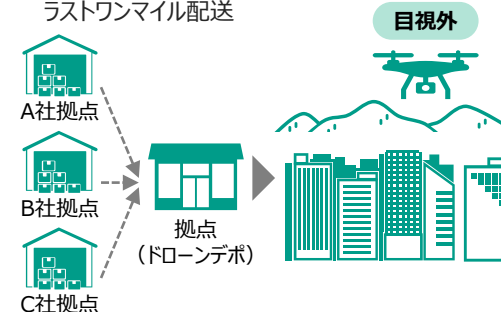 ラストワンマイル配送
目視外
A社拠点
B社拠点
C社拠点
拠点
（ドローンデポ）